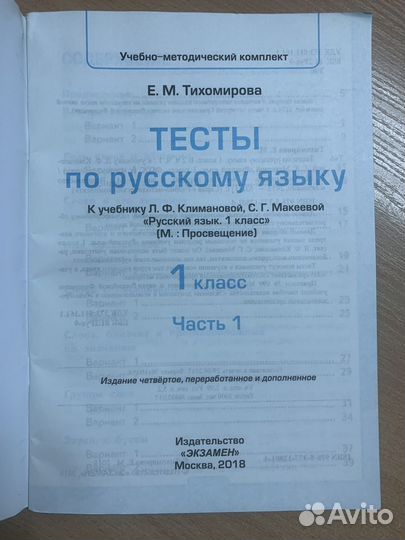 Учебно-методический комплект
Е. М. Тихомирова
ТЕСТЫ
по русскому языку
К учебнику Л. Ф. Климановой, С. Г. Макеевой
«Русский язык. 1 класс»
(М. : Просвещение)
1 класс
Часть 1
Издание четвёртое, переработанное и дополненное
Издательство
«ЭКЗАМЕН»
Москва, 2018
Avito